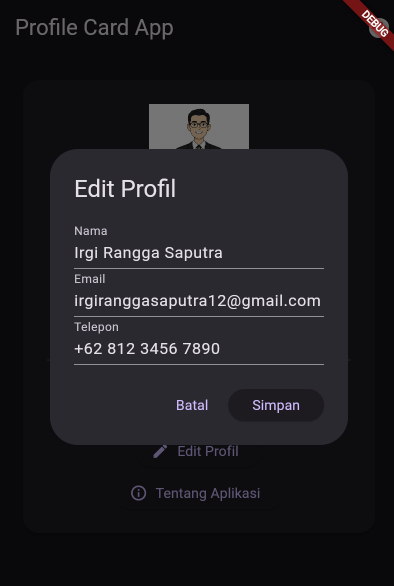 Profile Card App
DEBUG
Edit Profil
Nama
Irgi Rangga Saputra
Email
irgiranggasaputra12@gmail.com
Telepon
+62 812 3456 7890
Batal
Simpan
Edit Profil
Tentang Aplikasi